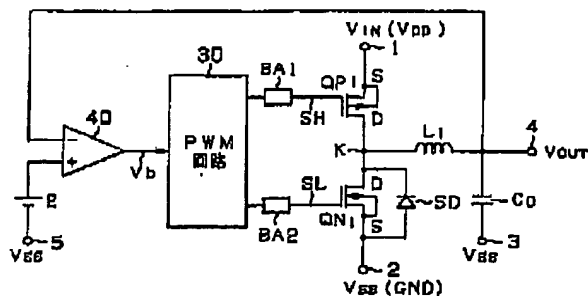 VIN (VDD)
1
30
BA1
QP1
S
SH
D
40
-
+
Vb
PWM
回路
K
L1
4
VOUT
SL
D
QN1
S
SD
CO
E
BA2
5
VSS
2
VSS (GND)
3
VSS